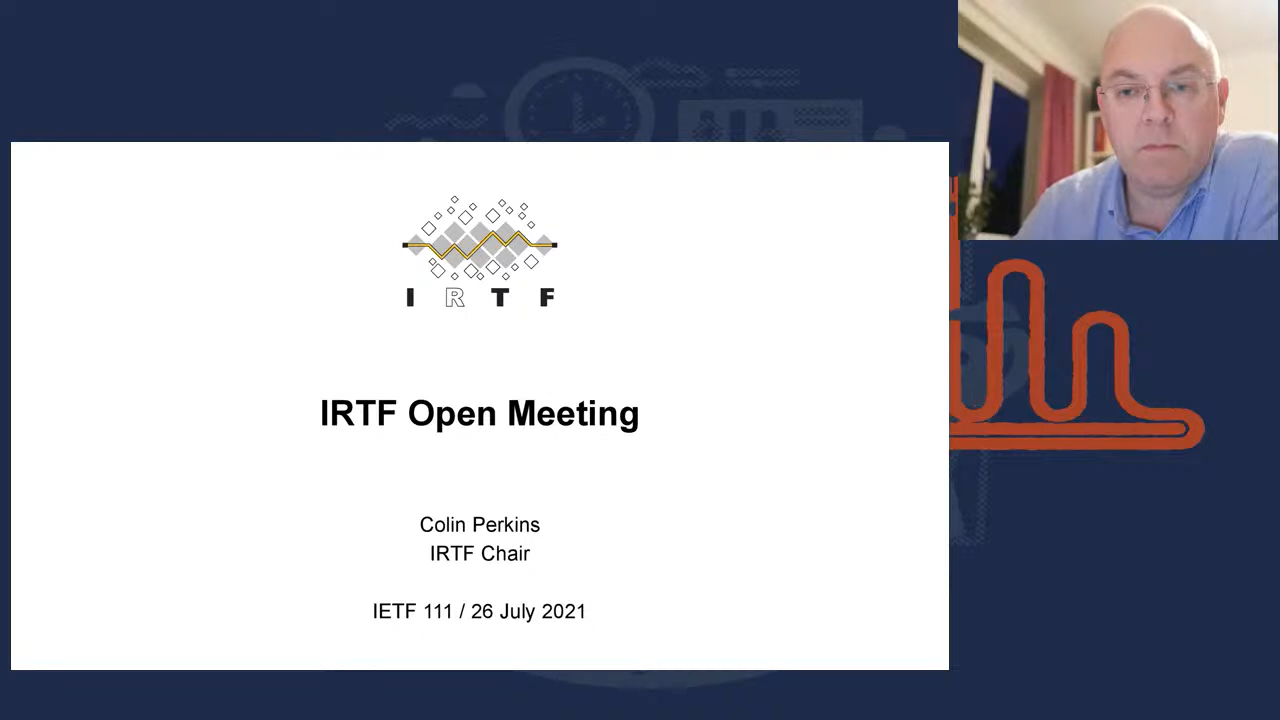 I R T F
IRTF Open Meeting
Colin Perkins
IRTF Chair
IETF 111 / 26 July 2021